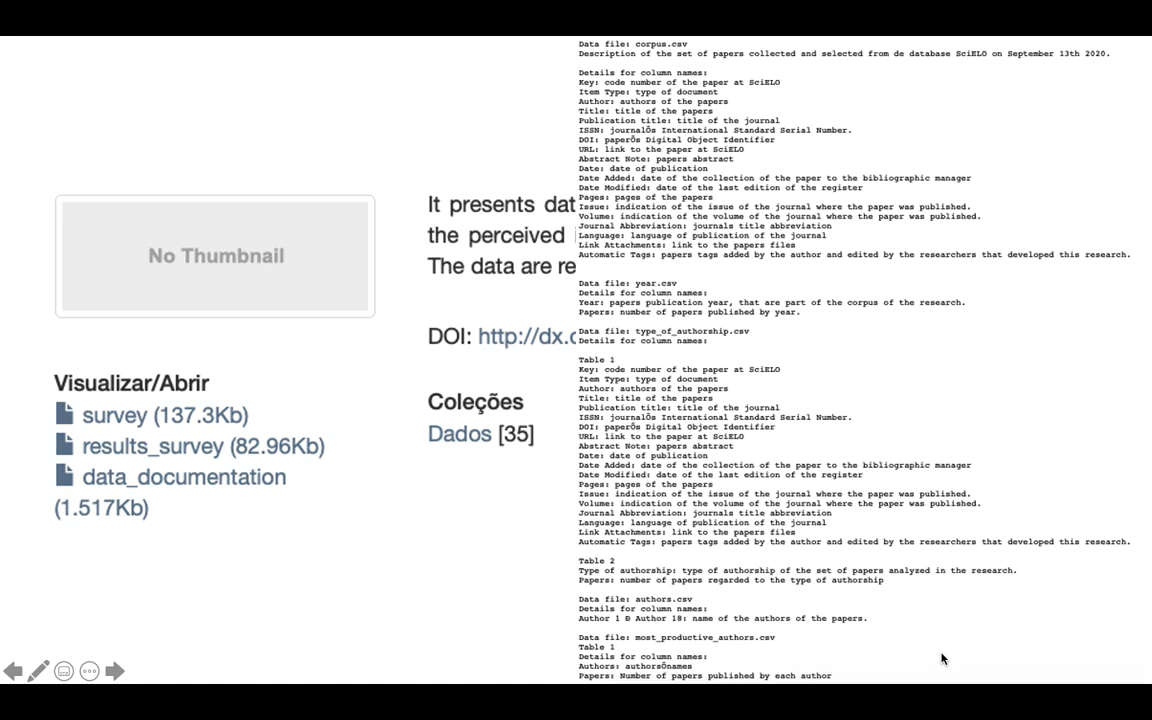 No Thumbnail
Visualizar/Abrir
survey (137.3Kb)
results_survey (82.96Kb)
data_documentation
(1.517Kb)
It presents dat
the perceived
The data are re
DOI: http://dx.c
Coleções
Dados [35]
Data file: corpus.csv
Description of the set of papers collected and selected from de database SciELO on September 13th 2020.
Details for column names:
Key: code number of the paper at SciELO
Item Type: type of document
Author: authors of the papers
Title: title of the papers
Publication title: title of the journal
ISSN: journalÕs International Standard Serial Number.
DOI: paperÕs Digital Object Identifier
URL: link to the paper at SciELO
Abstract Note: papers abstract
Date: date of publication
Date Added: date of the collection of the paper to the bibliographic manager
Date Modified: date of the last edition of the register
Pages: pages of the papers
Issue: indication of the issue of the journal where the paper was published.
Volume: indication of the volume of the journal where the paper was published.
Journal Abbreviation: journals title abbreviation
Language: language of publication of the journal
Link Attachments: link to the papers files
Automatic Tags: papers tags added by the author and edited by the researchers that developed this research.
Data file: year.csv
Details for column names:
Year: papers publication year, that are part of the corpus of the research.
Papers: number of papers published by year.
Data file: type_of_authorship.csv
Details for column names:
Table 1
Key: code number of the paper at SciELO
Item Type: type of document
Author: authors of the papers
Title: title of the papers
Publication title: title of the journal
ISSN: journalÕs International Standard Serial Number.
DOI: paperÕs Digital Object Identifier
URL: link to the paper at SciELO
Abstract Note: papers abstract
Date: date of publication
Date Added: date of the collection of the paper to the bibliographic manager
Date Modified: date of the last edition of the register
Pages: pages of the papers
Issue: indication of the issue of the journal where the paper was published.
Volume: indication of the volume of the journal where the paper was published.
Journal Abbreviation: journals title abbreviation
Language: language of publication of the journal
Link Attachments: link to the papers files
Automatic Tags: papers tags added by the author and edited by the researchers that developed this research.
Table 2
Type of authorship: type of authorship of the set of papers analyzed in the research.
Papers: number of papers regarded to the type of authorship
Data file: authors.csv
Details for column names:
Author 1 Ð Author 18: name of the authors of the papers.
Data file: most_productive_authors.csv
Table 1
Details for column names:
Authors: authorsÕnames
Papers: Number of papers published by each author